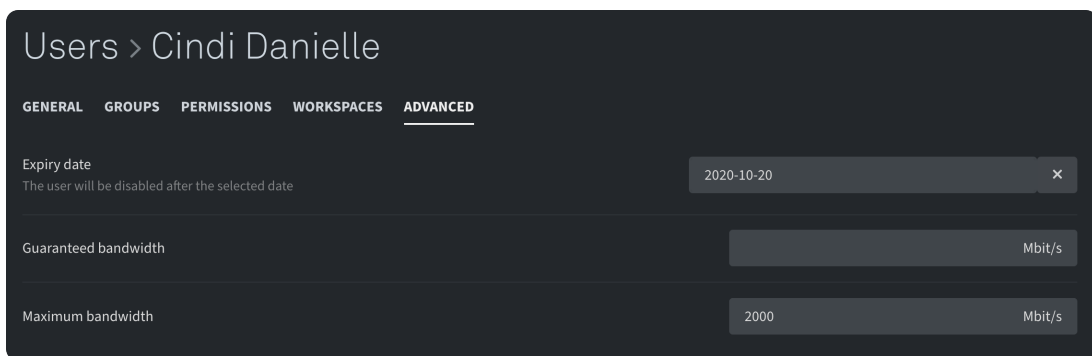 Users > Cindi Danielle
GENERAL GROUPS PERMISSIONS WORKSPACES ADVANCED
Expiry date
The user will be disabled after the selected date
2020-10-20 ×
Guaranteed bandwidth Mbit/s
Maximum bandwidth 2000 Mbit/s